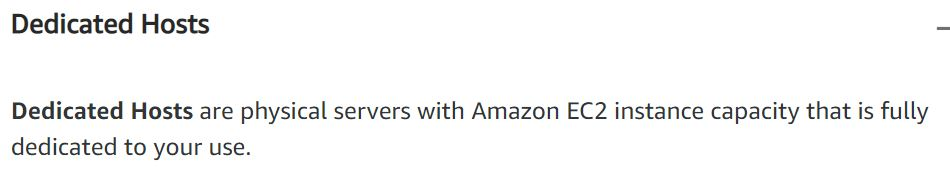 Dedicated Hosts
Dedicated Hosts are physical servers with Amazon EC2 instance capacity that is fully
dedicated to your use.